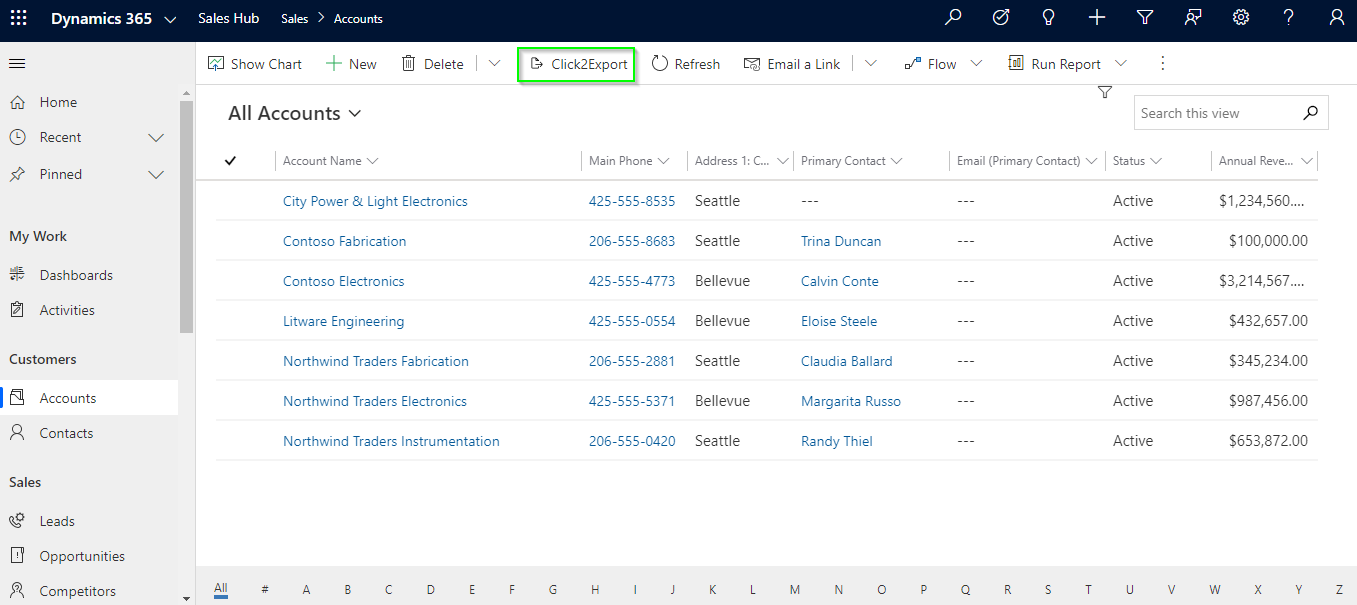 Dynamics 365 Sales Hub Sales > Accounts
Show Chart New Delete Click2Export Refresh Email a Link Flow Run Report
Home
Recent
Pinned
My Work
Dashboards
Activities
Customers
Accounts
Contacts
Sales
Leads
Opportunities
Competitors
All Accounts
Search this view
Account Name Main Phone Address 1: C... Primary Contact Email (Primary Contact) Status Annual Reve...
City Power & Light Electronics 425-555-8535 Seattle --- --- Active $1,234,560....
Contoso Fabrication 206-555-8683 Seattle Trina Duncan --- Active $100,000.00
Contoso Electronics 425-555-4773 Bellevue Calvin Conte --- Active $3,214,567....
Litware Engineering 425-555-0554 Bellevue Eloise Steele --- Active $432,657.00
Northwind Traders Fabrication 206-555-2881 Seattle Claudia Ballard --- Active $345,234.00
Northwind Traders Electronics 425-555-5371 Bellevue Margarita Russo --- Active $987,456.00
Northwind Traders Instrumentation 206-555-0420 Seattle Randy Thiel --- Active $653,872.00
All # A B C D E F G H I J K L M N O P Q R S T U V W X Y Z